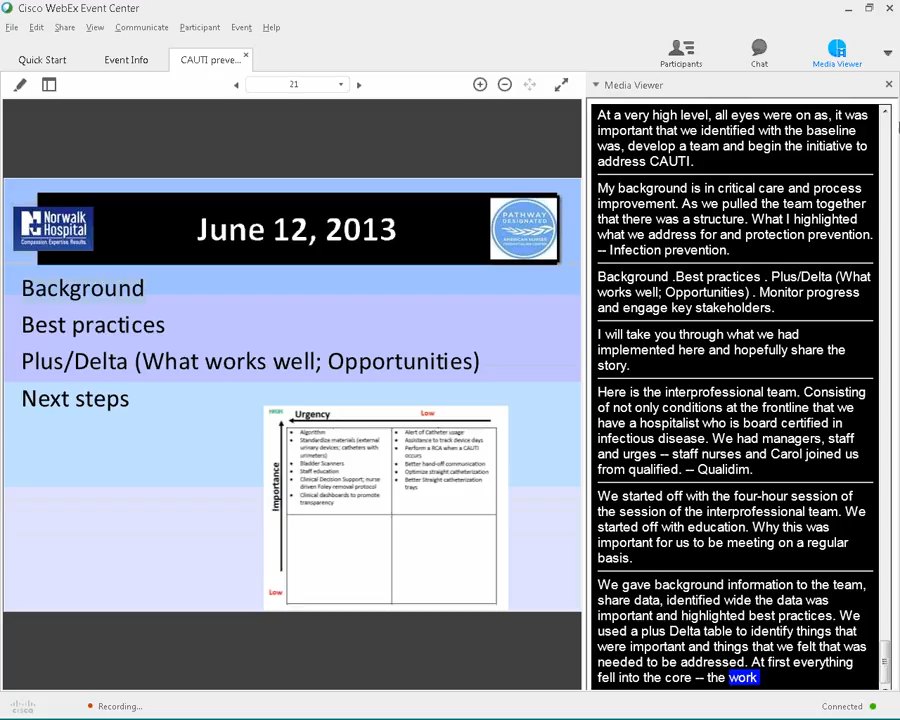 Cisco WebEx Event Center
File Edit Share View Communicate Participant Event Help
Quick Start Event Info CAUTI preve... Participants Chat Media Viewer
21
Media Viewer
Norwalk Hospital
Compassion. Expertise. Results.
June 12, 2013
PATHWAY DESIGNATED
AMERICAN NURSES CREDENTIALING CENTER
Background
Best practices
Plus/Delta (What works well; Opportunities)
Next steps
HIGH Urgency Low
Importance
Low
• Algorithm
• Standardize materials (external
urinary devices; catheters with
urimeters)
• Bladder Scanners
• Staff education
• Clinical Decision Support; nurse
driven Foley removal protocol
• Clinical dashboards to promote
transparency
• Alert of Catheter usage
• Assistance to track device days
• Perform a RCA when a CAUTI
occurs
• Better hand-off communication
• Optimize straight catheterization
• Better Straight catheterization
trays
At a very high level, all eyes were on as, it was
important that we identified with the baseline
was, develop a team and begin the initiative to
address CAUTI.
My background is in critical care and process
improvement. As we pulled the team together
that there was a structure. What I highlighted
what we address for and protection prevention.
-- Infection prevention.
Background .Best practices . Plus/Delta (What
works well; Opportunities) . Monitor progress
and engage key stakeholders.
I will take you through what we had
implemented here and hopefully share the
story.
Here is the interprofessional team. Consisting
of not only conditions at the frontline that we
have a hospitalist who is board certified in
infectious disease. We had managers, staff
and urges -- staff nurses and Carol joined us
from qualified. -- Qualidim.
We started off with the four-hour session of
the session of the interprofessional team. We
started off with education. Why this was
important for us to be meeting on a regular
basis.
We gave background information to the team,
share data, identified wide the data was
important and highlighted best practices. We
used a plus Delta table to identify things that
were important and things that we felt that was
needed to be addressed. At first everything
fell into the core -- the work
cisco Recording... Connected